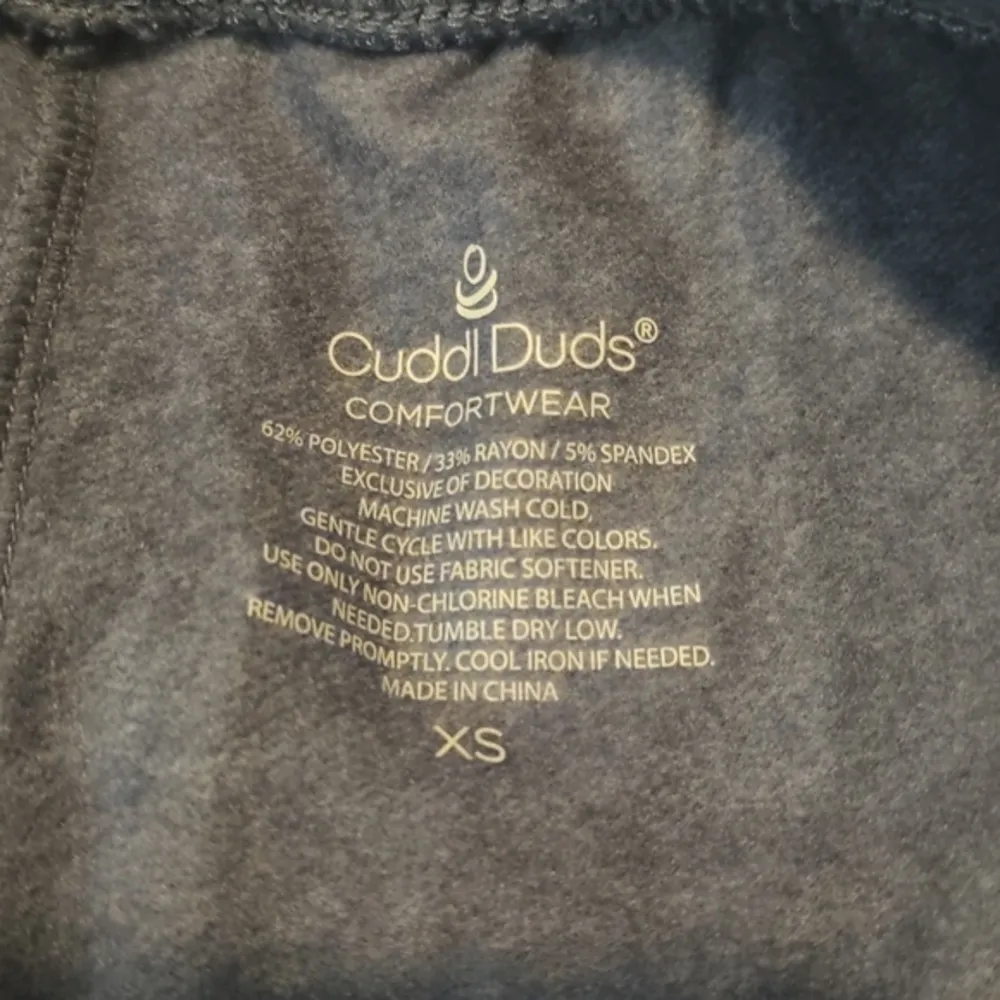 Cuddl Duds®
COMFORTWEAR
62% POLYESTER / 33% RAYON / 5% SPANDEX
EXCLUSIVE OF DECORATION
MACHINE WASH COLD,
GENTLE CYCLE WITH LIKE COLORS.
DO NOT USE FABRIC SOFTENER.
USE ONLY NON-CHLORINE BLEACH WHEN
NEEDED.TUMBLE DRY LOW.
REMOVE PROMPTLY. COOL IRON IF NEEDED.
MADE IN CHINA
XS